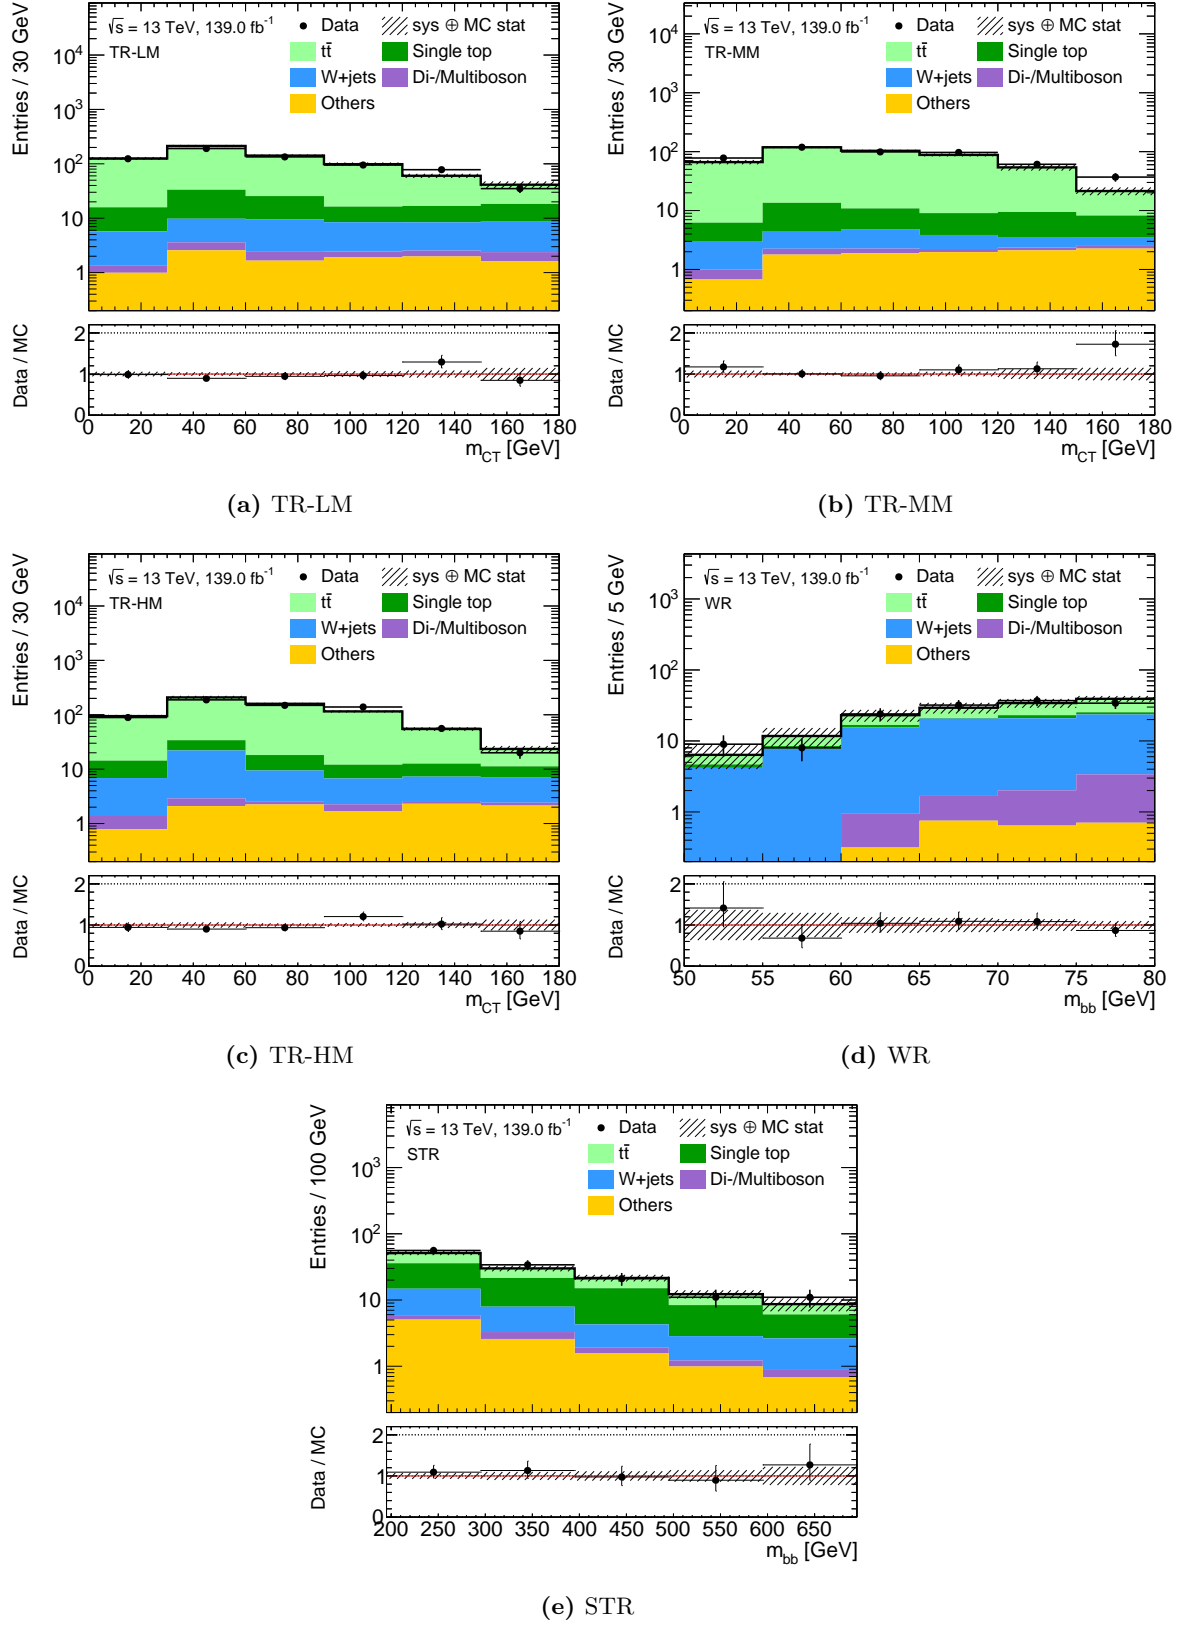 Entries / 30 GeV
√s = 13 TeV, 139.0 fb⁻¹
TR-LM
Data
sys ⊕ MC stat
tt̄
Single top
W+jets
Di-/Multiboson
Others
10⁴
10³
10²
10
1
Data / MC
2
1
0
0 20 40 60 80 100 120 140 160 180
m_CT [GeV]
(a) TR-LM
Entries / 30 GeV
√s = 13 TeV, 139.0 fb⁻¹
TR-MM
Data
sys ⊕ MC stat
tt̄
Single top
W+jets
Di-/Multiboson
Others
10⁴
10³
10²
10
1
Data / MC
2
1
0
0 20 40 60 80 100 120 140 160 180
m_CT [GeV]
(b) TR-MM
Entries / 30 GeV
√s = 13 TeV, 139.0 fb⁻¹
TR-HM
Data
sys ⊕ MC stat
tt̄
Single top
W+jets
Di-/Multiboson
Others
10⁴
10³
10²
10
1
Data / MC
2
1
0
0 20 40 60 80 100 120 140 160 180
m_CT [GeV]
(c) TR-HM
Entries / 5 GeV
√s = 13 TeV, 139.0 fb⁻¹
WR
Data
sys ⊕ MC stat
tt̄
Single top
W+jets
Di-/Multiboson
Others
10³
10²
10
1
Data / MC
2
1
0
50 55 60 65 70 75 80
m_bb [GeV]
(d) WR
Entries / 100 GeV
√s = 13 TeV, 139.0 fb⁻¹
STR
Data
sys ⊕ MC stat
tt̄
Single top
W+jets
Di-/Multiboson
Others
10³
10²
10
1
Data / MC
2
1
0
200 250 300 350 400 450 500 550 600 650
m_bb [GeV]
(e) STR